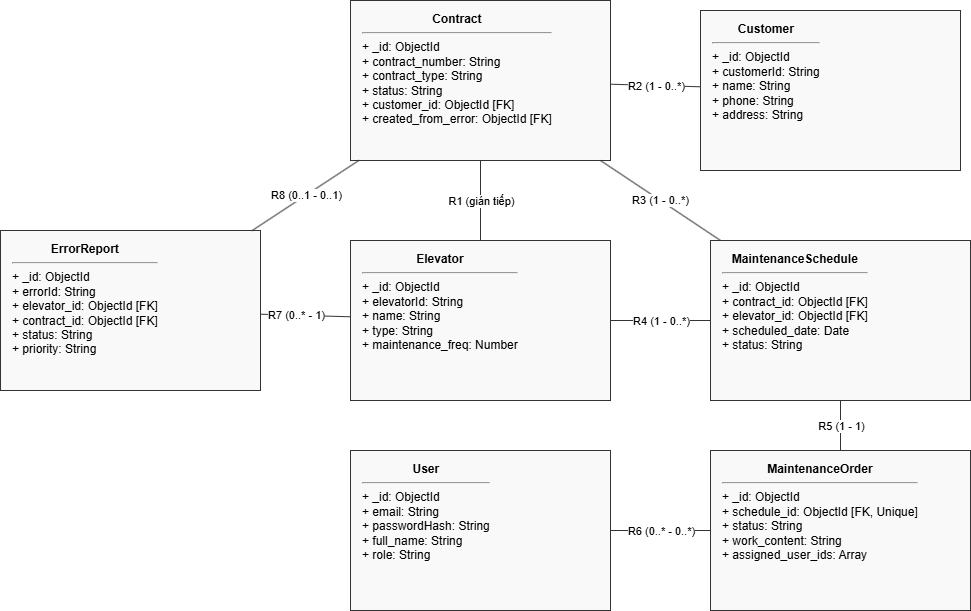 Contract
+ _id: ObjectId
+ contract_number: String
+ contract_type: String
+ status: String
+ customer_id: ObjectId [FK]
+ created_from_error: ObjectId [FK]
Customer
+ _id: ObjectId
+ customerId: String
+ name: String
+ phone: String
+ address: String
R2 (1 - 0..*)
R8 (0..1 - 0..1)
R1 (gián tiếp)
R3 (1 - 0..*)
ErrorReport
+ _id: ObjectId
+ errorId: String
+ elevator_id: ObjectId [FK]
+ contract_id: ObjectId [FK]
+ status: String
+ priority: String
R7 (0..* - 1)
Elevator
+ _id: ObjectId
+ elevatorId: String
+ name: String
+ type: String
+ maintenance_freq: Number
R4 (1 - 0..*)
MaintenanceSchedule
+ _id: ObjectId
+ contract_id: ObjectId [FK]
+ elevator_id: ObjectId [FK]
+ scheduled_date: Date
+ status: String
R5 (1 - 1)
User
+ _id: ObjectId
+ email: String
+ passwordHash: String
+ full_name: String
+ role: String
R6 (0..* - 0..*)
MaintenanceOrder
+ _id: ObjectId
+ schedule_id: ObjectId [FK, Unique]
+ status: String
+ work_content: String
+ assigned_user_ids: Array